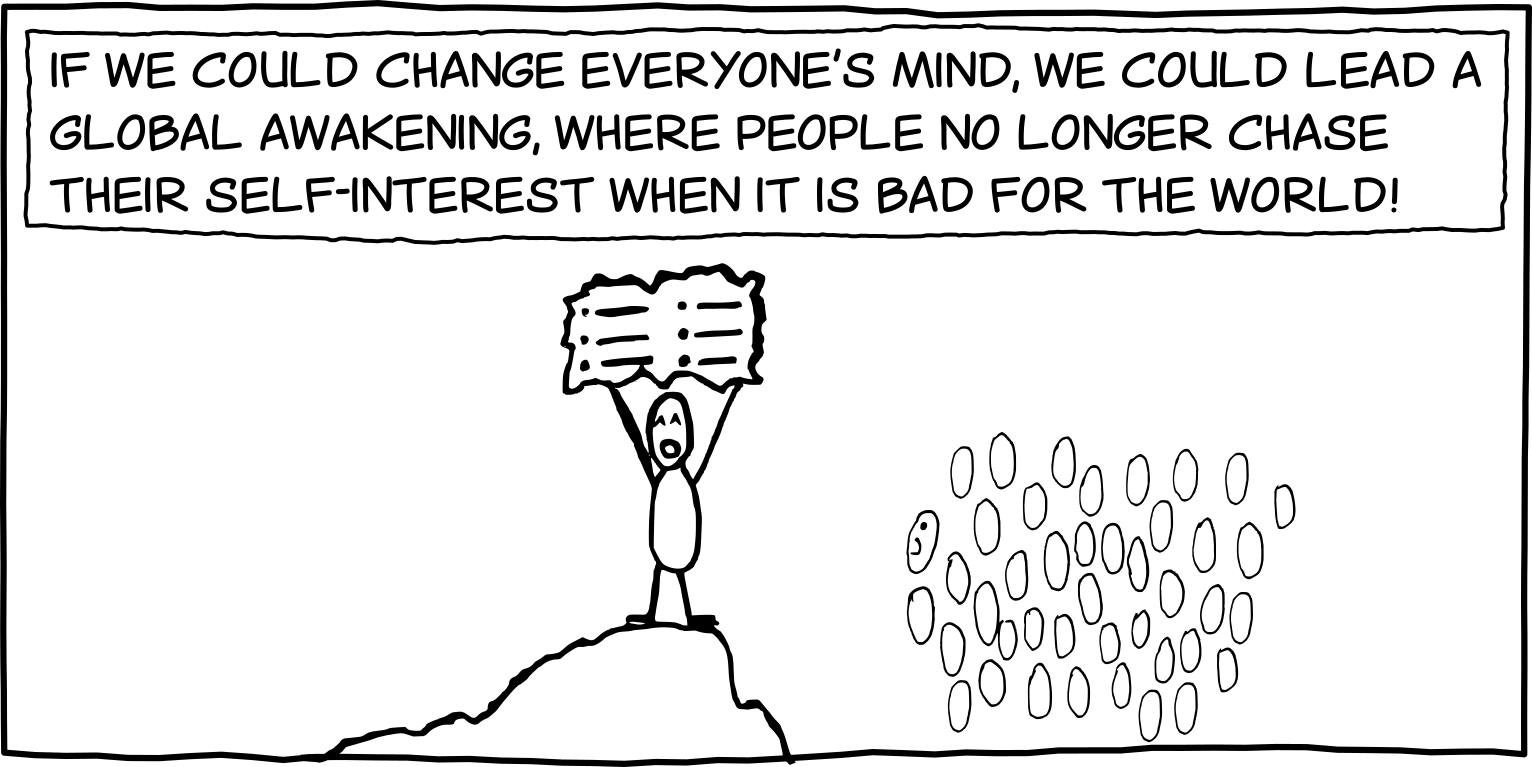 IF WE COULD CHANGE EVERYONE'S MIND, WE COULD LEAD A
GLOBAL AWAKENING, WHERE PEOPLE NO LONGER CHASE
THEIR SELF-INTEREST WHEN IT IS BAD FOR THE WORLD!